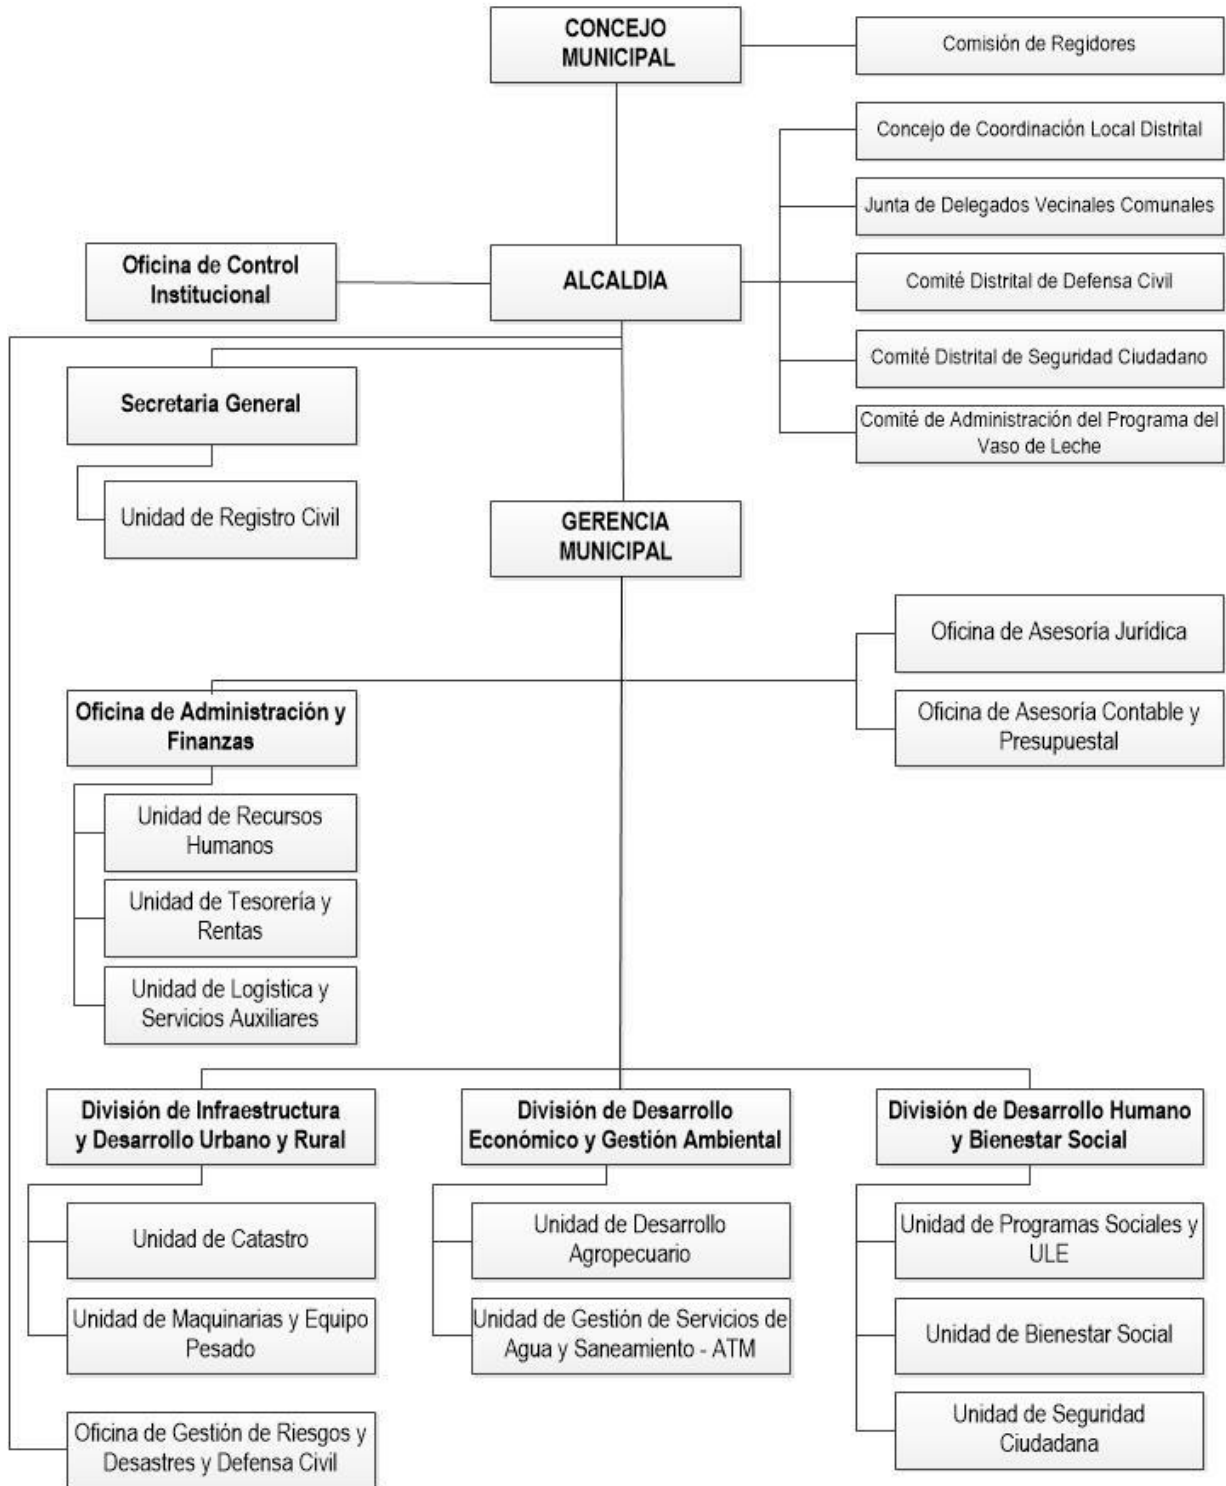 CONCEJO
MUNICIPAL
Comisión de Regidores
Concejo de Coordinación Local Distrital
Junta de Delegados Vecinales Comunales
Oficina de Control
Institucional
ALCALDIA
Comité Distrital de Defensa Civil
Comité Distrital de Seguridad Ciudadano
Secretaria General
Comité de Administración del Programa del
Vaso de Leche
Unidad de Registro Civil
GERENCIA
MUNICIPAL
Oficina de Asesoría Jurídica
Oficina de Administración y
Finanzas
Oficina de Asesoría Contable y
Presupuestal
Unidad de Recursos
Humanos
Unidad de Tesorería y
Rentas
Unidad de Logística y
Servicios Auxiliares
División de Infraestructura
y Desarrollo Urbano y Rural
División de Desarrollo
Económico y Gestión Ambiental
División de Desarrollo Humano
y Bienestar Social
Unidad de Catastro
Unidad de Desarrollo
Agropecuario
Unidad de Programas Sociales y
ULE
Unidad de Maquinarias y Equipo
Pesado
Unidad de Gestión de Servicios de
Agua y Saneamiento - ATM
Unidad de Bienestar Social
Oficina de Gestión de Riesgos y
Desastres y Defensa Civil
Unidad de Seguridad
Ciudadana